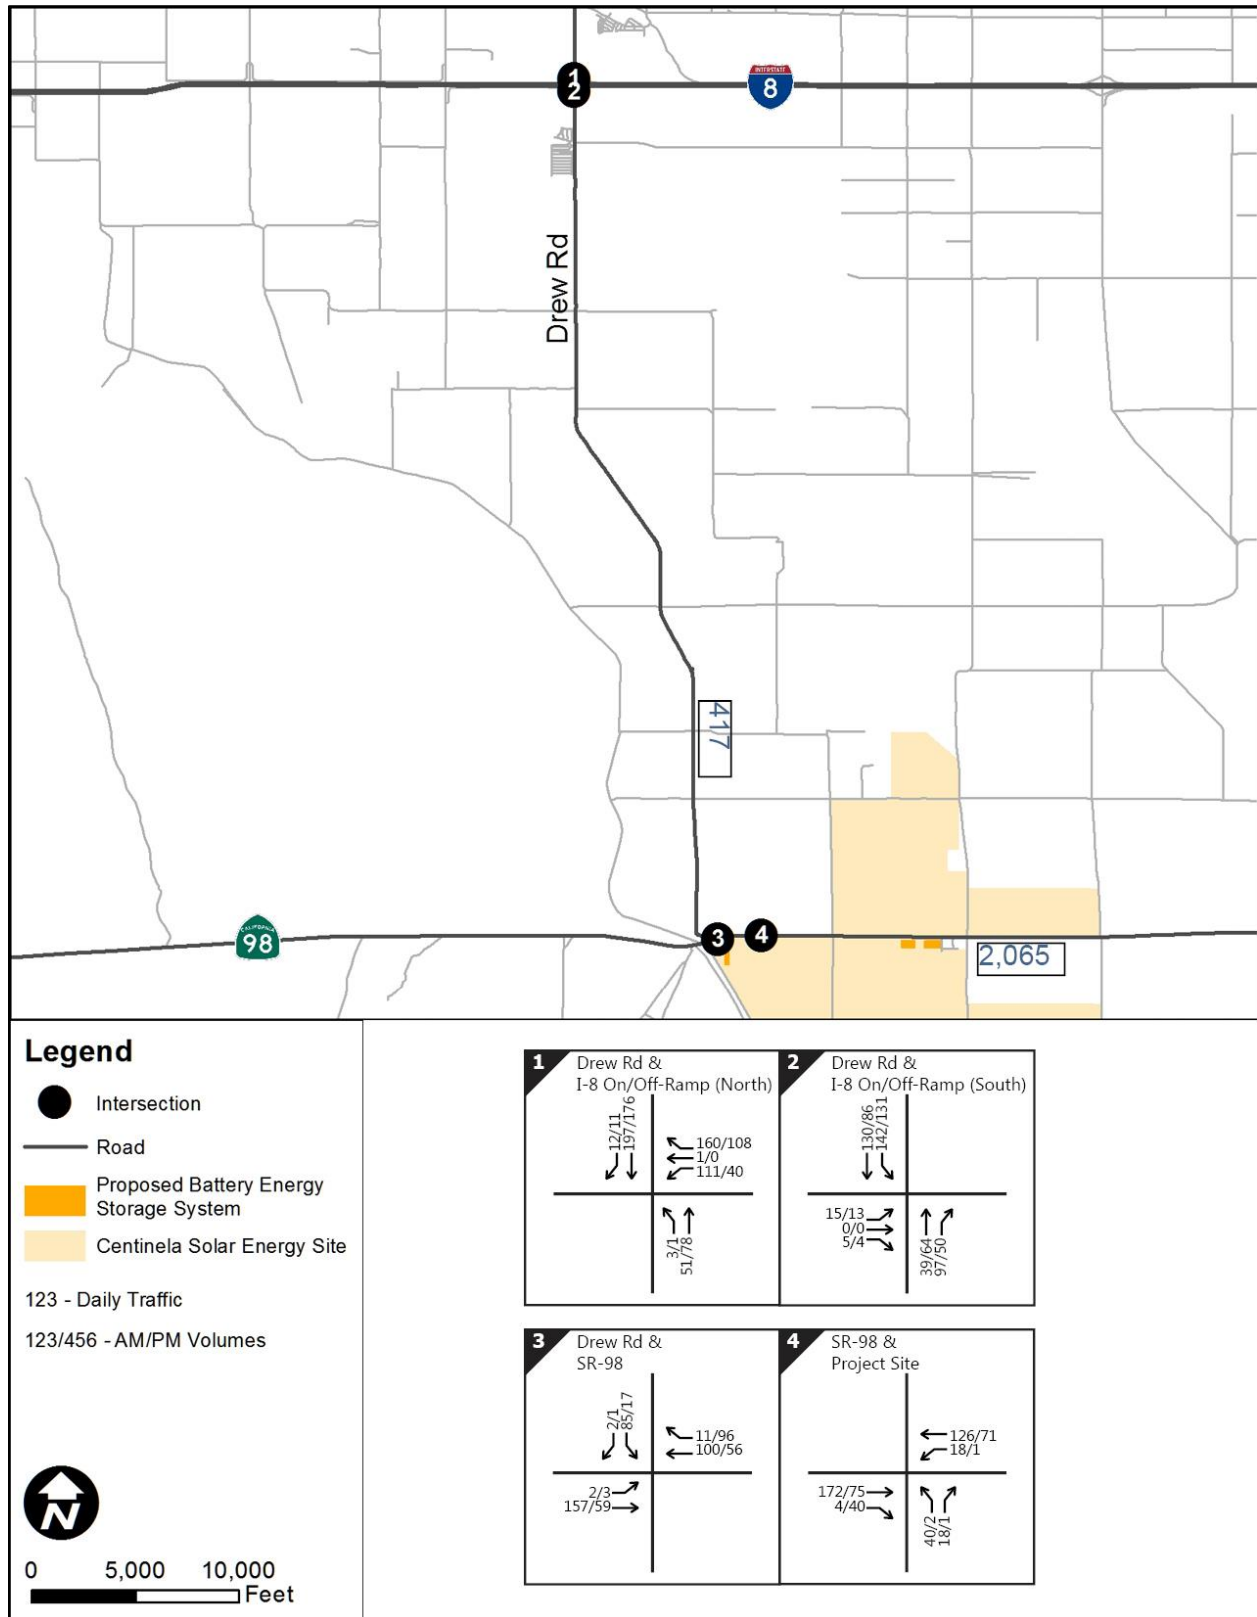 1
2
INTERSTATE
8
Drew Rd
417
CALIFORNIA
98
3
4
2,065
Legend
Intersection
Road
Proposed Battery Energy
Storage System
Centinela Solar Energy Site
123 - Daily Traffic
123/456 - AM/PM Volumes
N
0 5,000 10,000
Feet
1
Drew Rd &
I-8 On/Off-Ramp (North)
12/11
197/176
160/108
1/0
111/40
3/1
51/78
2
Drew Rd &
I-8 On/Off-Ramp (South)
130/86
142/131
15/13
0/0
5/4
39/64
97/50
3
Drew Rd &
SR-98
2/1
85/17
11/96
100/56
2/3
157/59
4
SR-98 &
Project Site
126/71
18/1
172/75
4/40
40/2
18/1